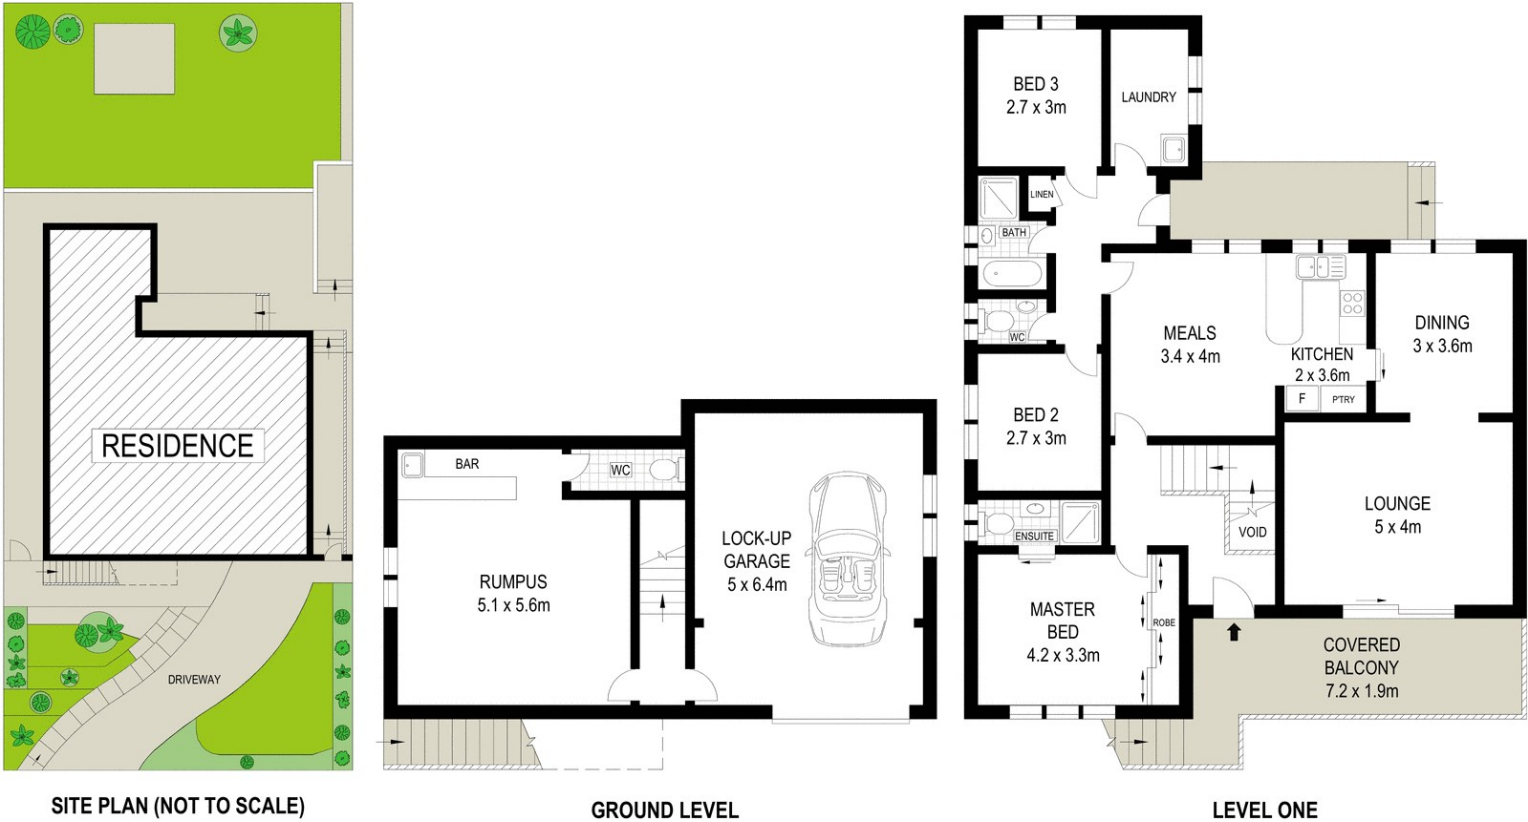 RESIDENCE
DRIVEWAY
SITE PLAN (NOT TO SCALE)
BAR
WC
RUMPUS
5.1 x 5.6m
LOCK-UP
GARAGE
5 x 6.4m
GROUND LEVEL
BED 3
2.7 x 3m
LAUNDRY
LINEN
BATH
WC
MEALS
3.4 x 4m
KITCHEN
2 x 3.6m
F
P'TRY
DINING
3 x 3.6m
BED 2
2.7 x 3m
ENSUITE
VOID
LOUNGE
5 x 4m
MASTER
BED
4.2 x 3.3m
ROBE
COVERED
BALCONY
7.2 x 1.9m
LEVEL ONE